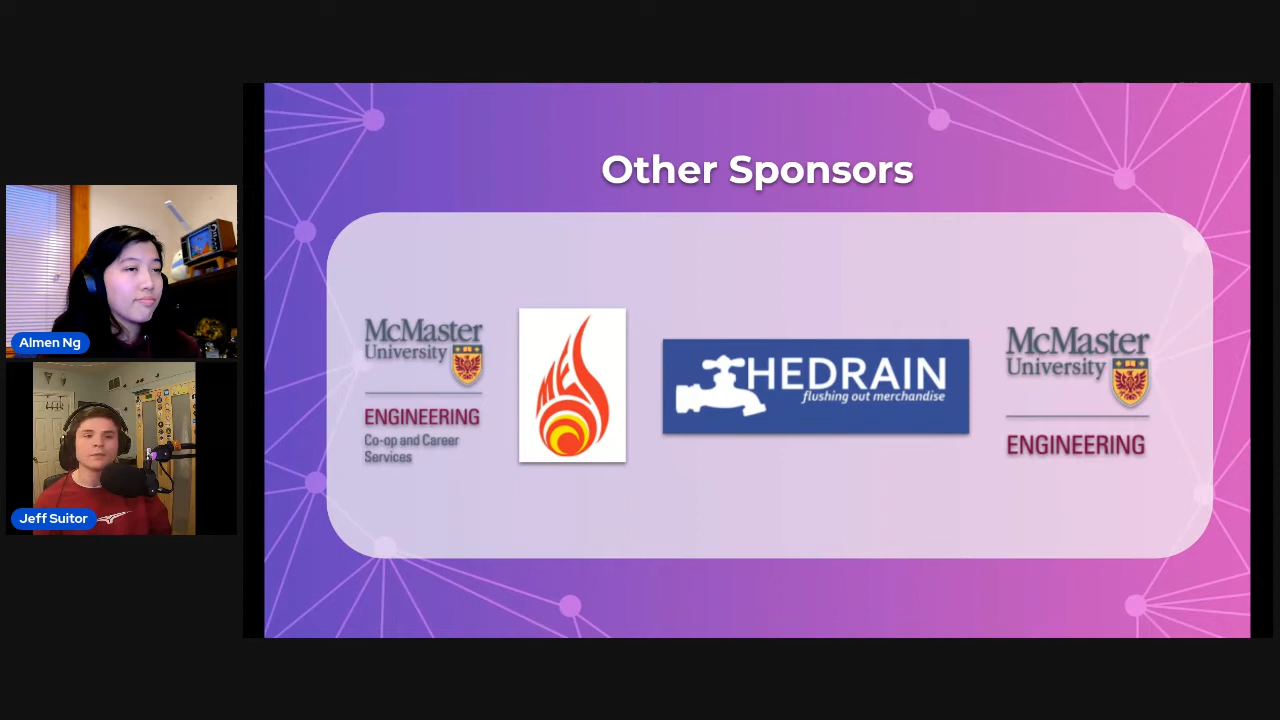 Other Sponsors
McMaster
University
ENGINEERING
Co-op and Career
Services
MES
THEDRAIN
flushing out merchandise
McMaster
University
ENGINEERING
Almen Ng
Jeff Suitor